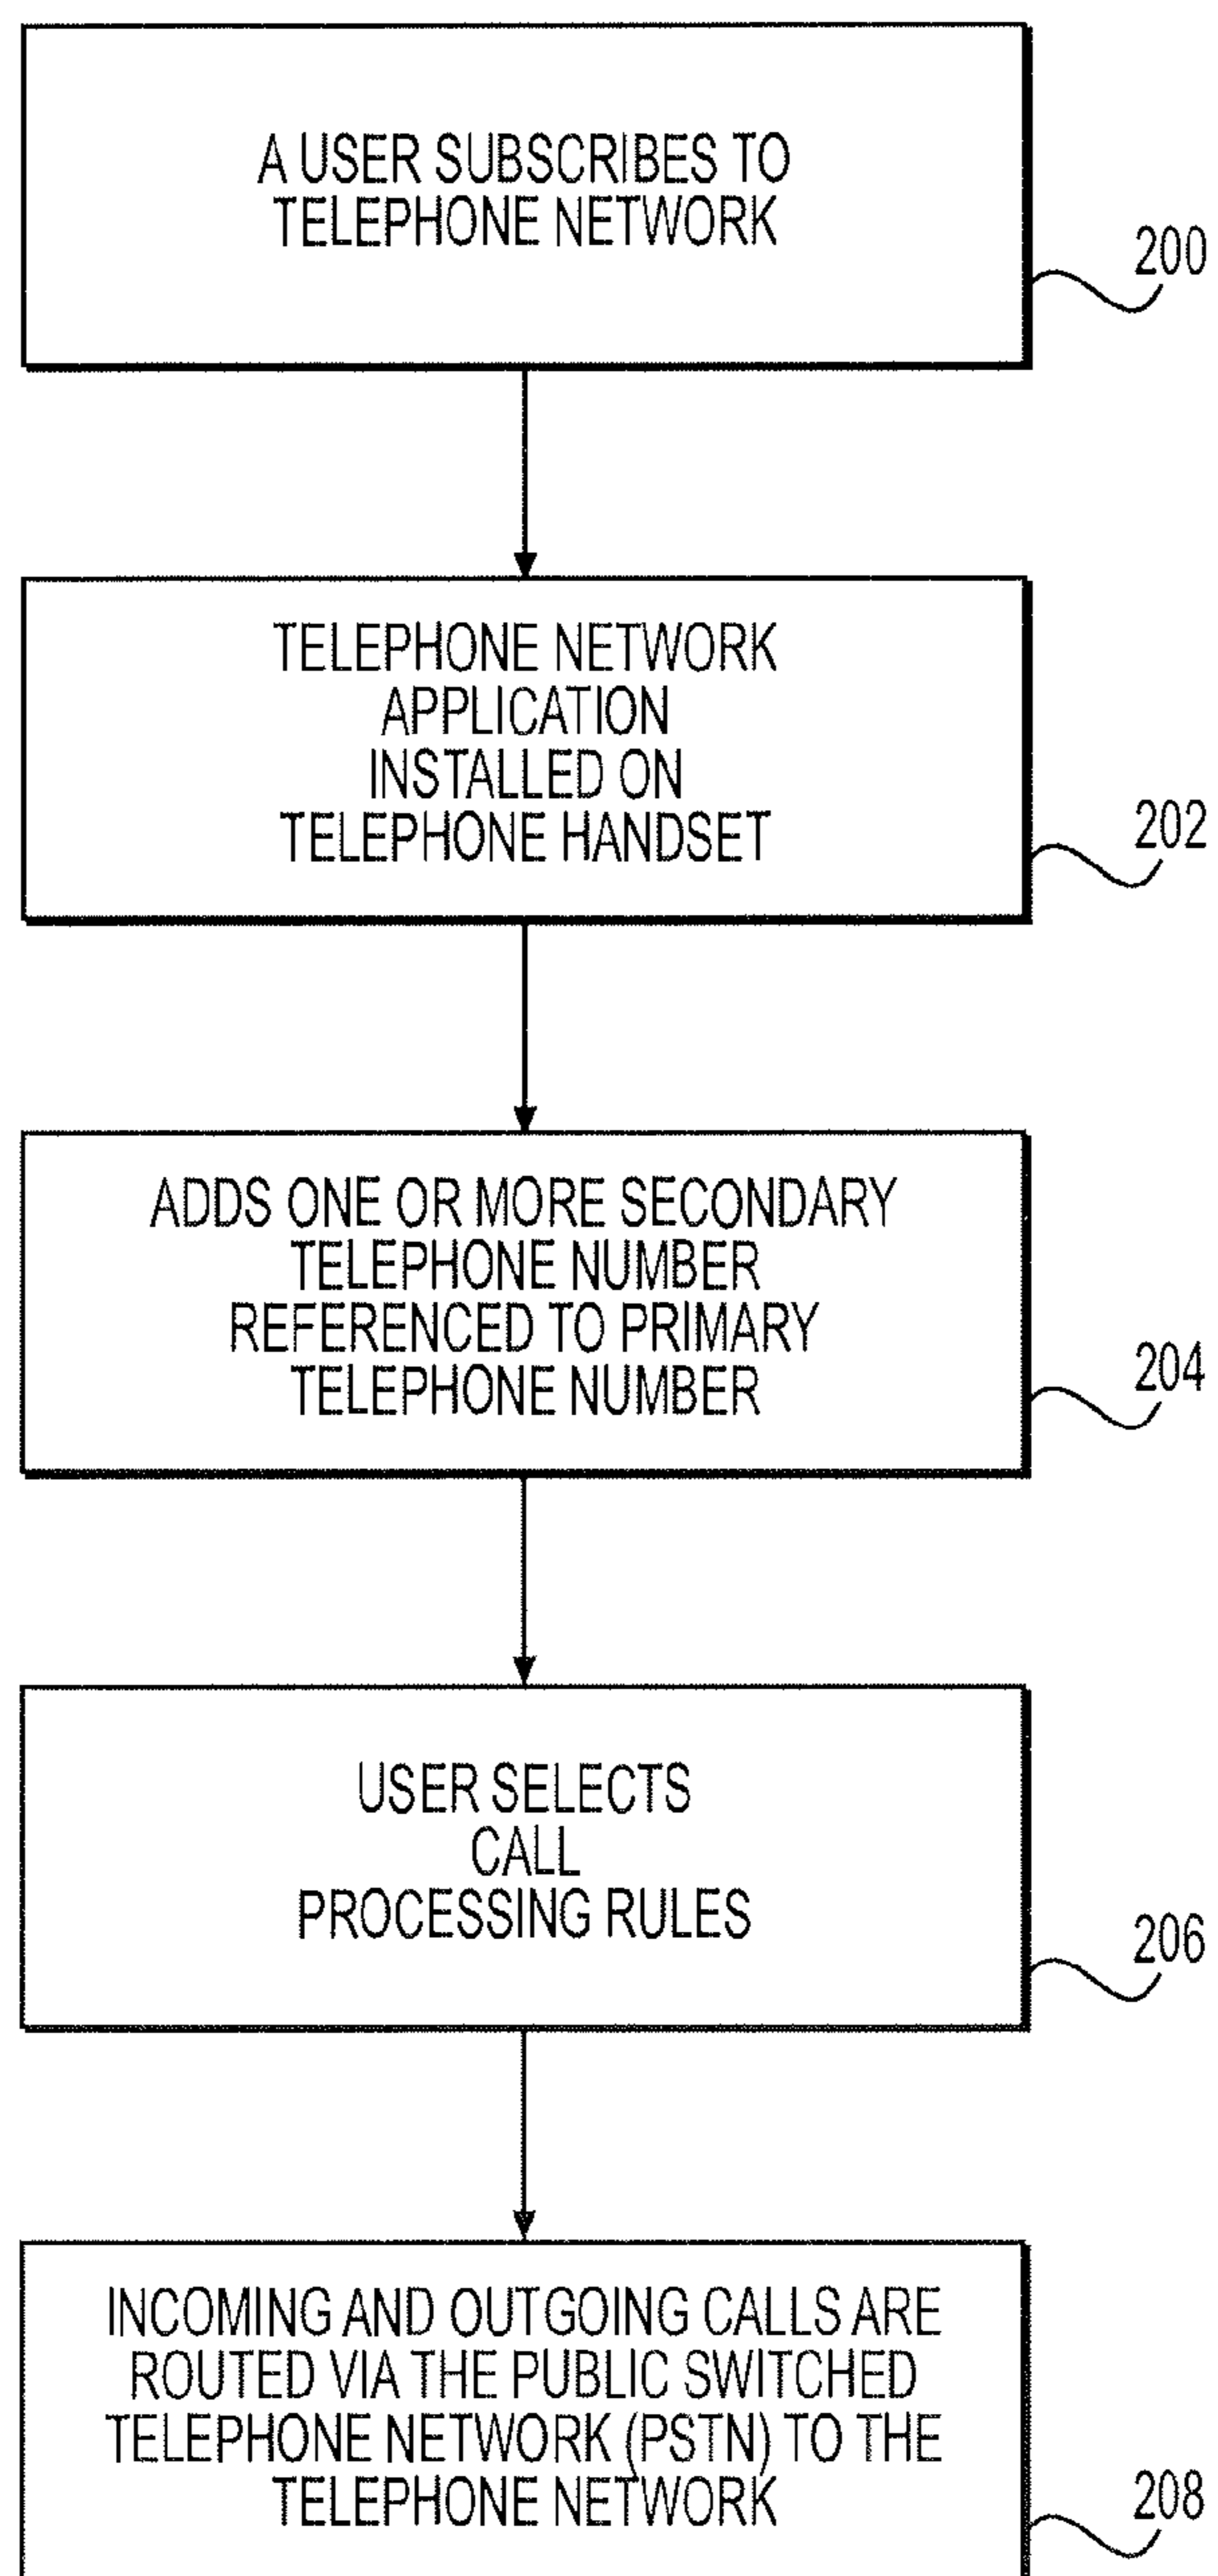 A USER SUBSCRIBES TO
TELEPHONE NETWORK
200
TELEPHONE NETWORK
APPLICATION
INSTALLED ON
TELEPHONE HANDSET
202
ADDS ONE OR MORE SECONDARY
TELEPHONE NUMBER
REFERENCED TO PRIMARY
TELEPHONE NUMBER
204
USER SELECTS
CALL
PROCESSING RULES
206
INCOMING AND OUTGOING CALLS ARE
ROUTED VIA THE PUBLIC SWITCHED
TELEPHONE NETWORK (PSTN) TO THE
TELEPHONE NETWORK
208